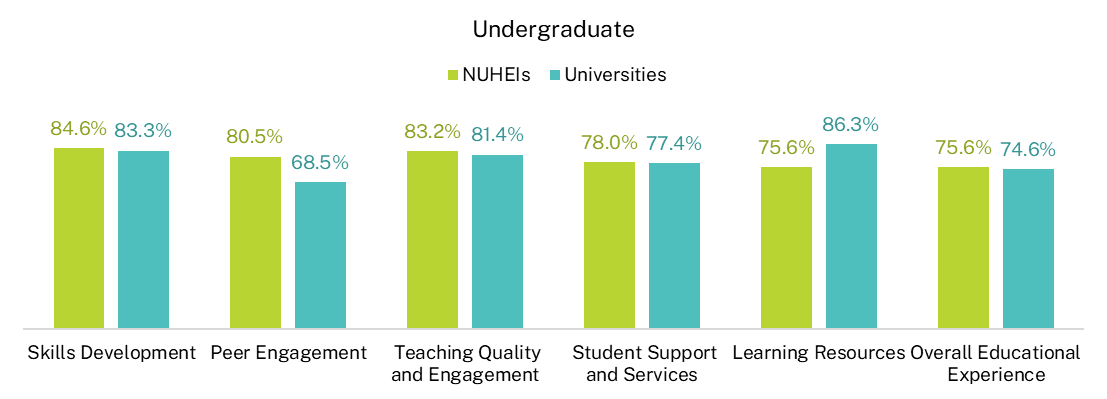 Undergraduate
NUHEIs Universities
84.6% 83.3% 80.5% 68.5% 83.2% 81.4% 78.0% 77.4% 75.6% 86.3% 75.6% 74.6%
Skills Development Peer Engagement Teaching Quality Student Support Learning Resources Overall Educational
and Engagement and Services Experience